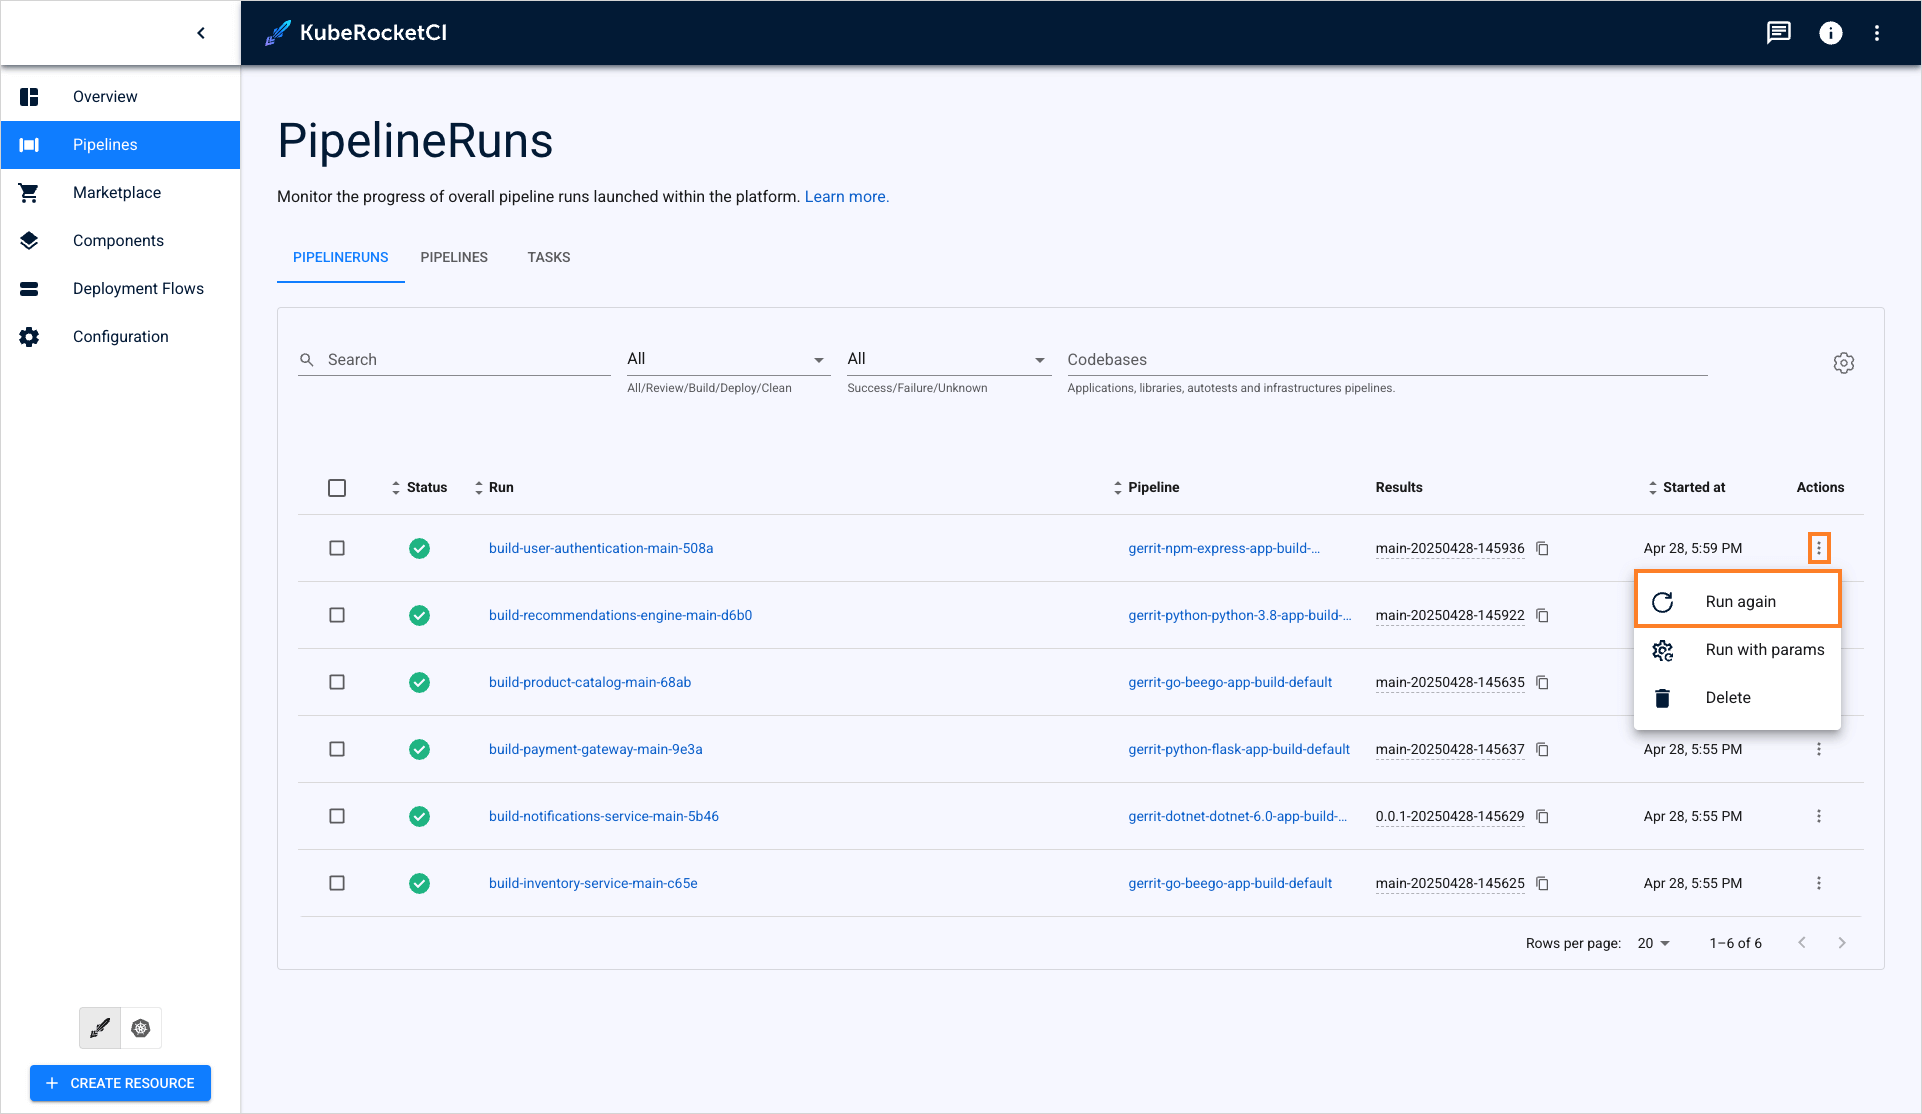 KubeRocketCI
Overview
Pipelines
Marketplace
Components
Deployment Flows
Configuration
CREATE RESOURCE
PipelineRuns
Monitor the progress of overall pipeline runs launched within the platform. Learn more.
PIPELINERUNS PIPELINES TASKS
Search All All Codebases
All/Review/Build/Deploy/Clean Success/Failure/Unknown Applications, libraries, autotests and infrastructures pipelines.
Status Run Pipeline Results Started at Actions
build-user-authentication-main-508a gerrit-npm-express-app-build-... main-20250428-145936 Apr 28, 5:59 PM
Run again
build-recommendations-engine-main-d6b0 gerrit-python-python-3.8-app-build-... main-20250428-145922
Run with params
build-product-catalog-main-68ab gerrit-go-beego-app-build-default main-20250428-145635
Delete
build-payment-gateway-main-9e3a gerrit-python-flask-app-build-default main-20250428-145637 Apr 28, 5:55 PM
build-notifications-service-main-5b46 gerrit-dotnet-dotnet-6.0-app-build-... 0.0.1-20250428-145629 Apr 28, 5:55 PM
build-inventory-service-main-c65e gerrit-go-beego-app-build-default main-20250428-145625 Apr 28, 5:55 PM
Rows per page: 20 1–6 of 6